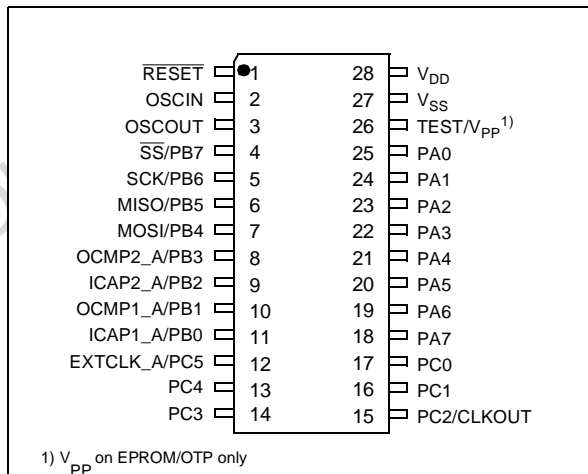 RESET 1 28 VDD
OSCIN 2 27 VSS
OSCOUT 3 26 TEST/VPP1)
SS/PB7 4 25 PA0
SCK/PB6 5 24 PA1
MISO/PB5 6 23 PA2
MOSI/PB4 7 22 PA3
OCMP2_A/PB3 8 21 PA4
ICAP2_A/PB2 9 20 PA5
OCMP1_A/PB1 10 19 PA6
ICAP1_A/PB0 11 18 PA7
EXTCLK_A/PC5 12 17 PC0
PC4 13 16 PC1
PC3 14 15 PC2/CLKOUT
1) VPP on EPROM/OTP only